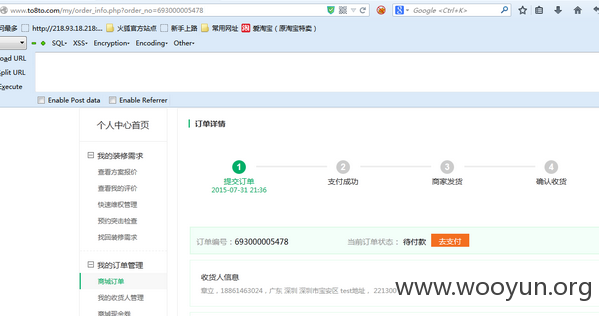 www.to8to.com/my/order_info.php?order_no=693000005478
Google <Ctrl+K>
问最多 http://218.93.18.218:... 火狐官方站点 新手上路 常用网址 爱淘宝（原淘宝特卖）
SQL- XSS- Encryption- Encoding- Other-
oad URL
plit URL
Execute
Enable Post data Enable Referrer
个人中心首页
订单详情
我的装修需求
查看方案报价
查看我的评价
快速维权管理
预约突击检查
找回装修需求
1 2 3 4
提交订单 支付成功 商家发货 确认收货
2015-07-31 21:36
订单编号：693000005478 当前订单状态： 待付款 去支付
我的订单管理
商城订单
我的收货人管理
商城现金券
收货人信息
章立，18861463024，广东 深圳 深圳市宝安区 test地址， 221300
www.wooyun.org